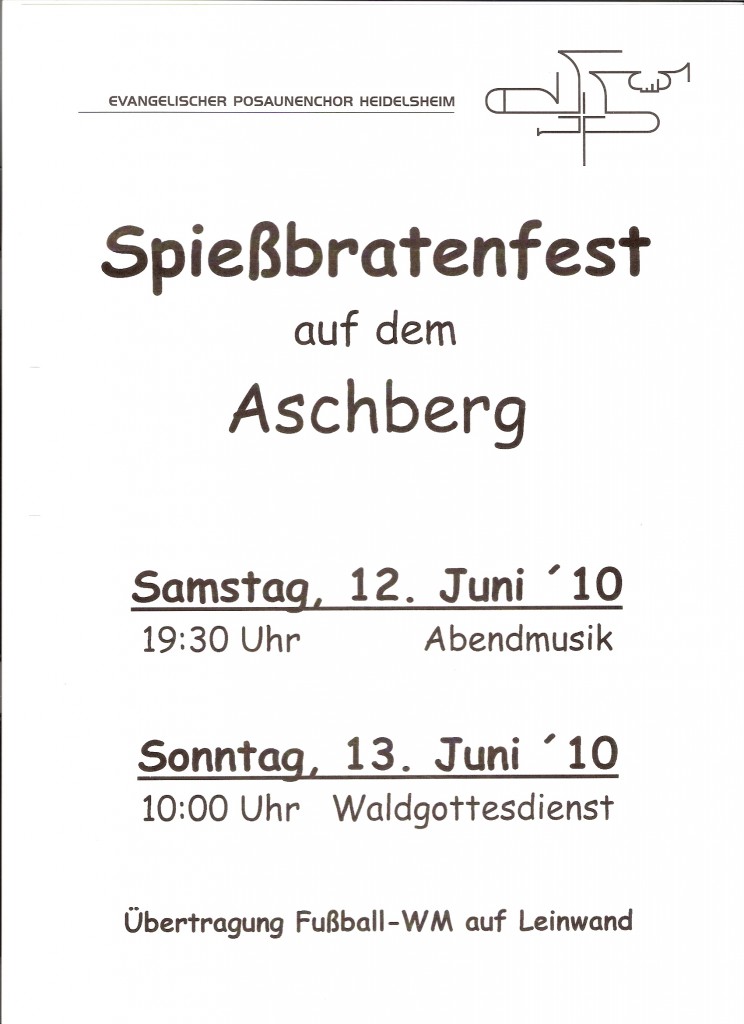 EVANGELISCHER POSAUNENCHOR HEIDELSHEIM
Spießbratenfest
auf dem
Aschberg
Samstag, 12. Juni ´10
19:30 Uhr Abendmusik
Sonntag, 13. Juni ´10
10:00 Uhr Waldgottesdienst
Übertragung Fußball-WM auf Leinwand